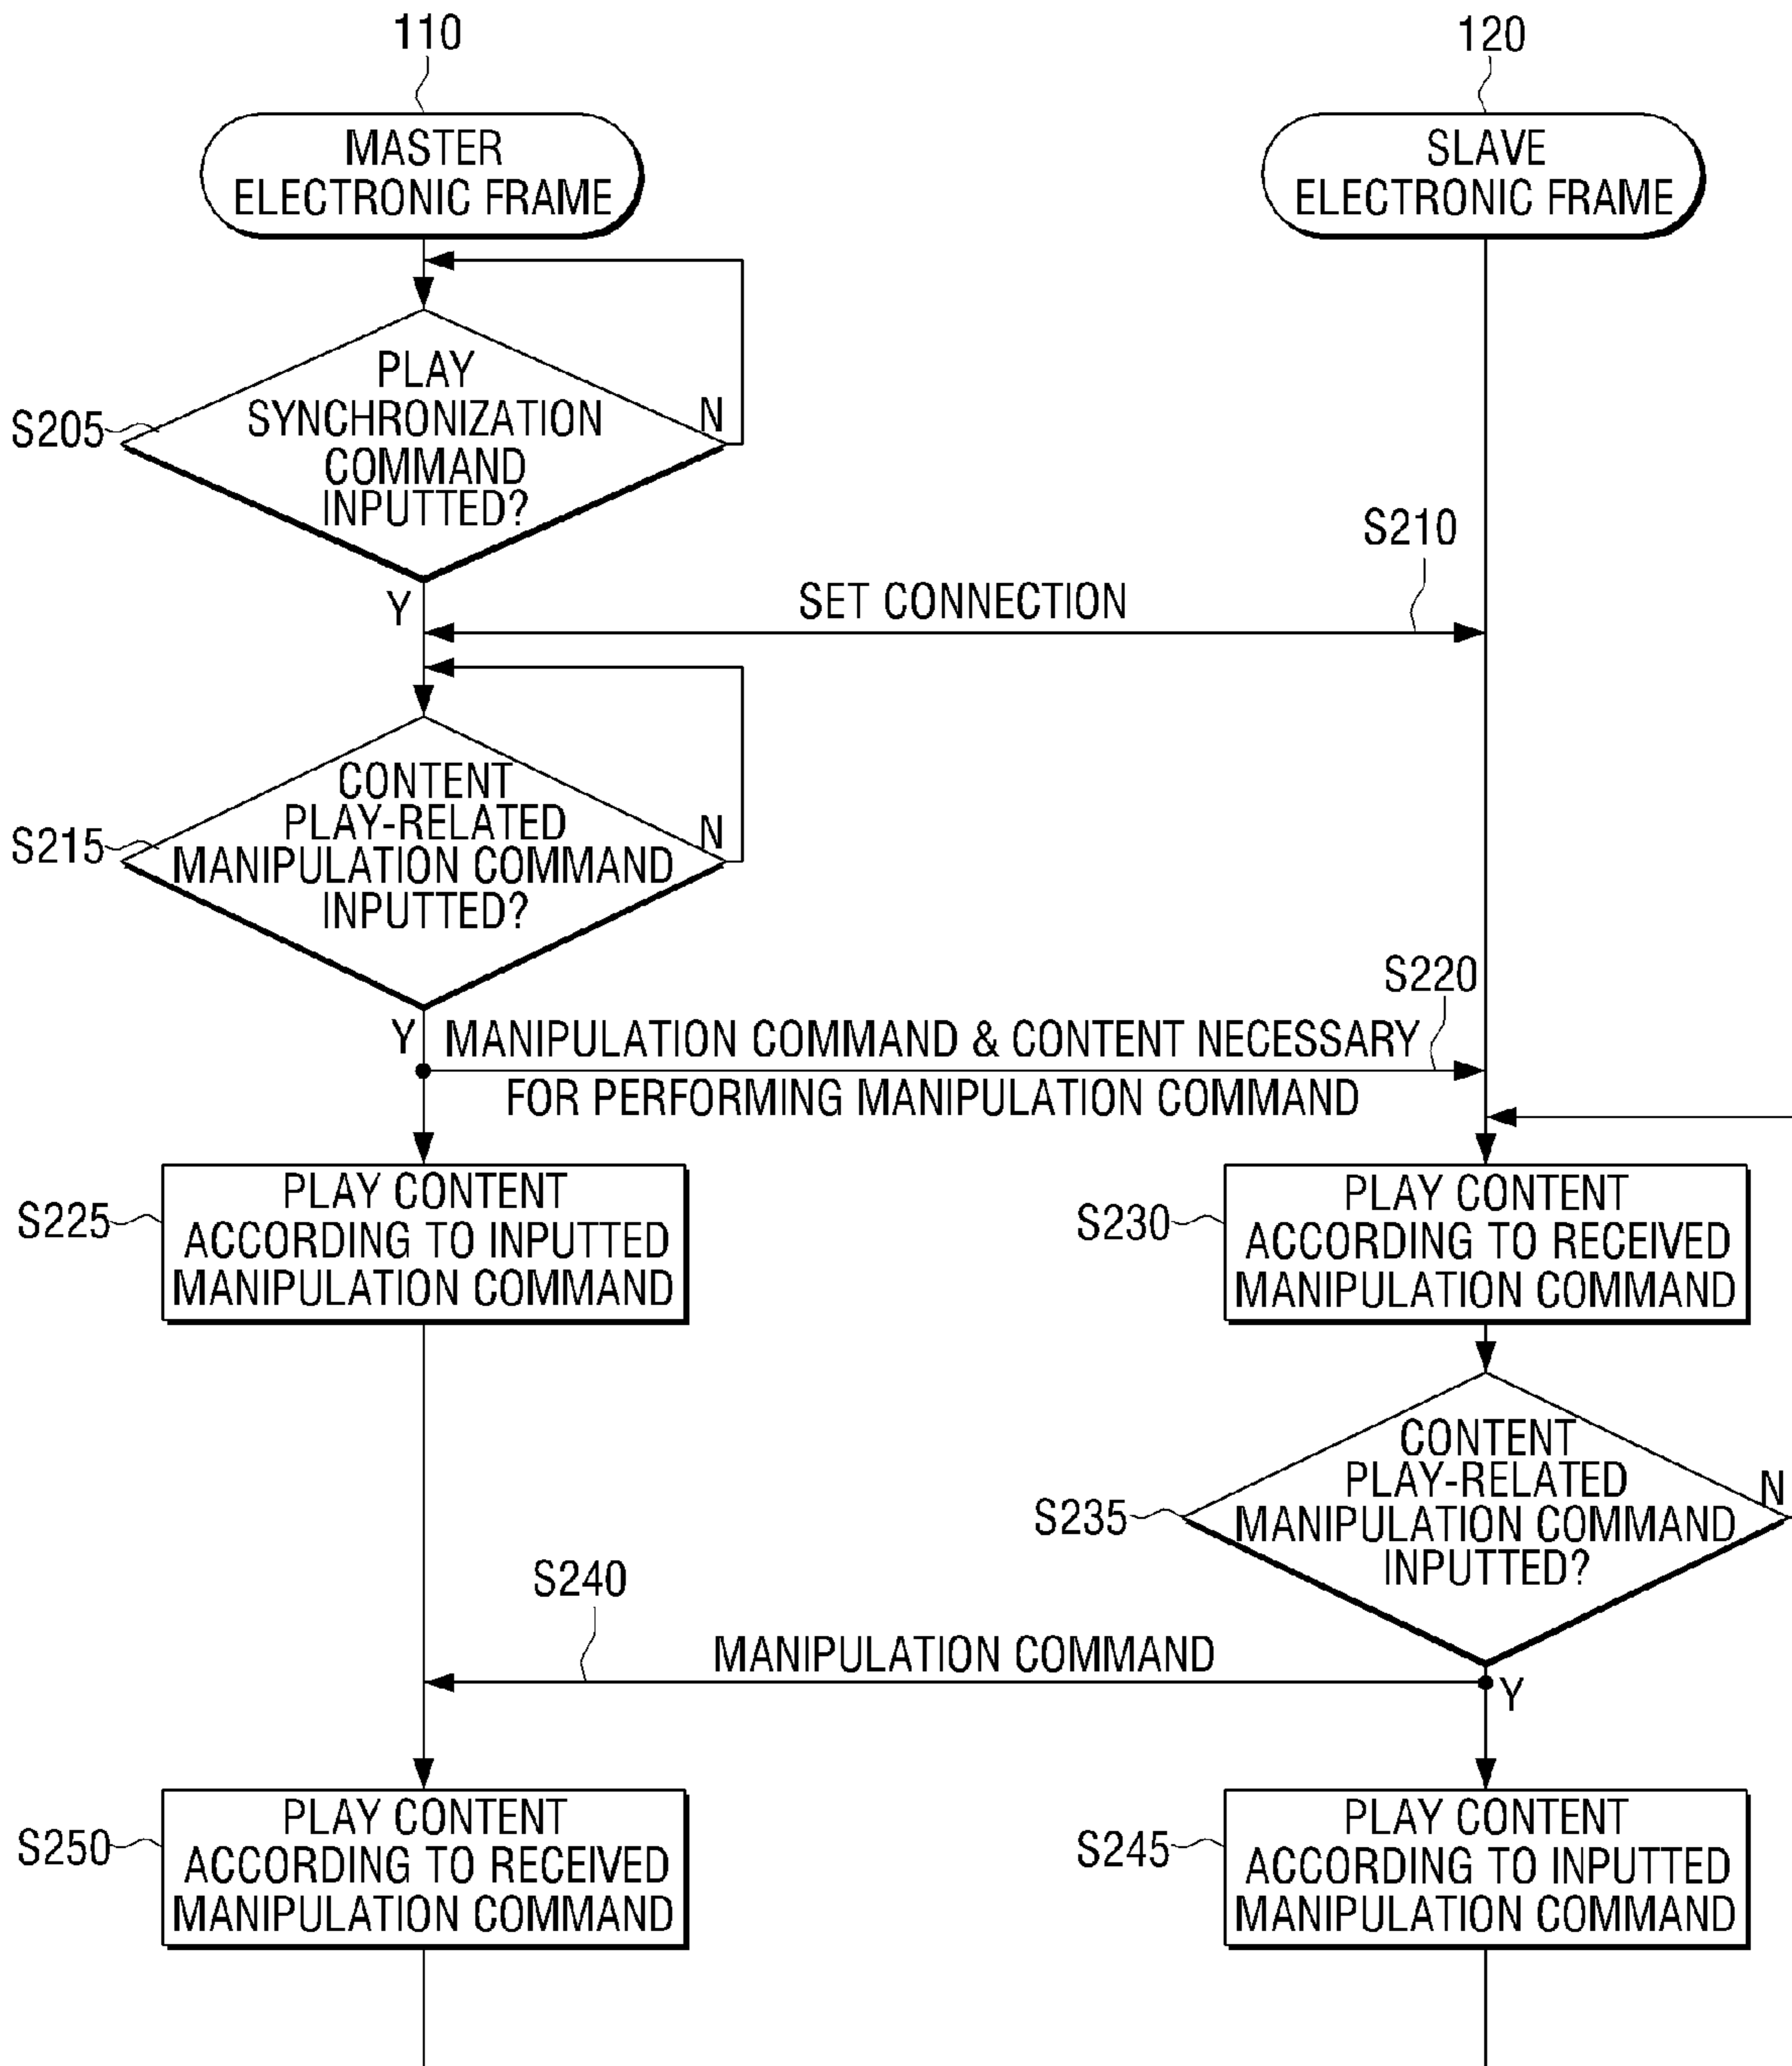 110
120
MASTER
ELECTRONIC FRAME
SLAVE
ELECTRONIC FRAME
S205
PLAY
SYNCHRONIZATION
COMMAND
INPUTTED?
N
Y
S210
SET CONNECTION
S215
CONTENT
PLAY-RELATED
MANIPULATION COMMAND
INPUTTED?
N
Y
S220
MANIPULATION COMMAND & CONTENT NECESSARY
FOR PERFORMING MANIPULATION COMMAND
S225
PLAY CONTENT
ACCORDING TO INPUTTED
MANIPULATION COMMAND
S230
PLAY CONTENT
ACCORDING TO RECEIVED
MANIPULATION COMMAND
S235
CONTENT
PLAY-RELATED
MANIPULATION COMMAND
INPUTTED?
N
Y
S240
MANIPULATION COMMAND
S250
PLAY CONTENT
ACCORDING TO RECEIVED
MANIPULATION COMMAND
S245
PLAY CONTENT
ACCORDING TO INPUTTED
MANIPULATION COMMAND